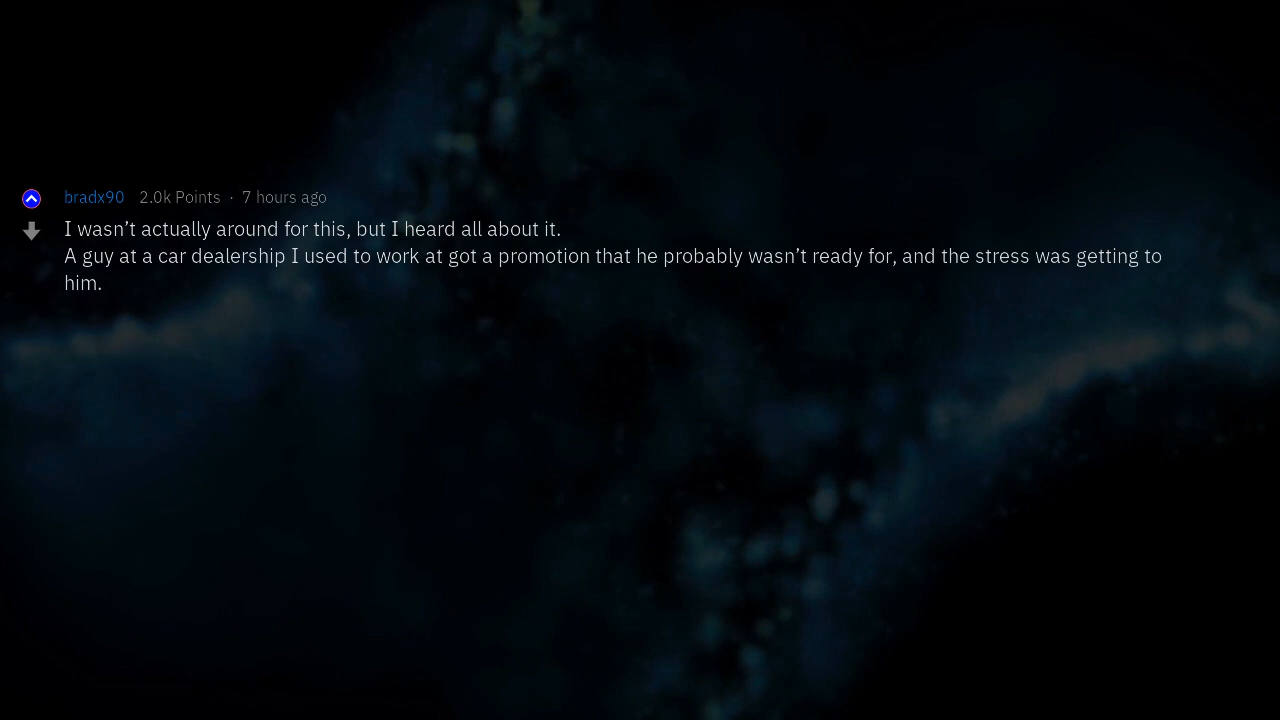 bradx90 2.0k Points · 7 hours ago
I wasn’t actually around for this, but I heard all about it.
A guy at a car dealership I used to work at got a promotion that he probably wasn’t ready for, and the stress was getting to
him.